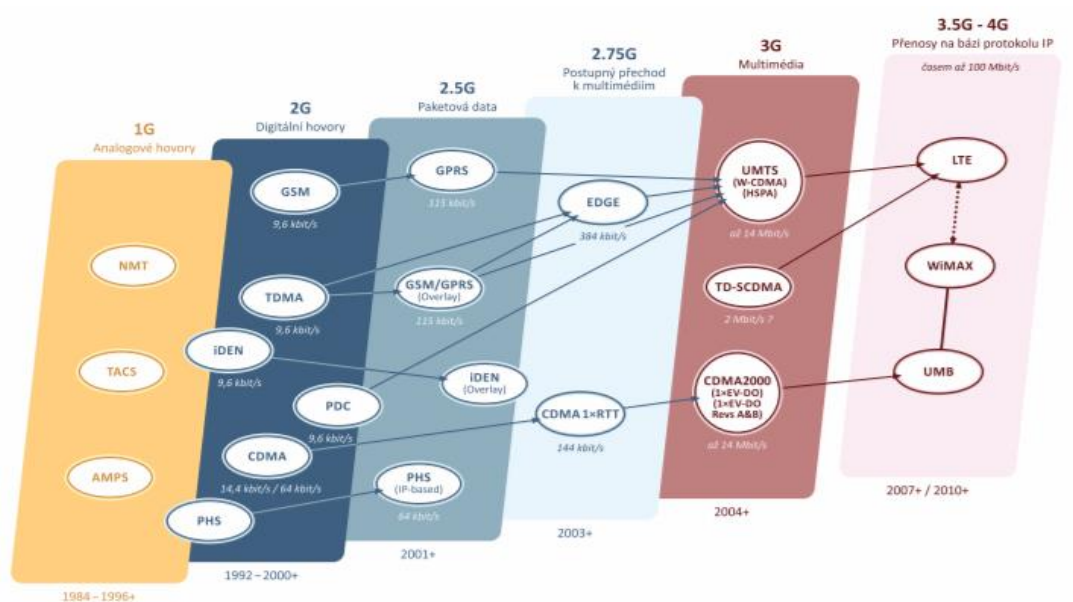 1G
Analogové hovory
NMT
TACS
AMPS
1984–1996+
2G
Digitální hovory
GSM
9,6 kbit/s
TDMA
9,6 kbit/s
iDEN
9,6 kbit/s
PDC
9,6 kbit/s
CDMA
14,4 kbit/s / 64 kbit/s
PHS
1992–2000+
2.5G
Paketová data
GPRS
115 kbit/s
GSM/GPRS
(Overlay)
115 kbit/s
iDEN
(Overlay)
PHS
(IP-based)
64 kbit/s
2001+
2.75G
Postupný přechod
k multimédiím
EDGE
384 kbit/s
CDMA 1×RTT
144 kbit/s
2003+
3G
Multimédia
UMTS
(W-CDMA)
(HSPA)
až 14 Mbit/s
TD-SCDMA
2 Mbit/s ?
CDMA2000
(1×EV-DO)
(1×EV-DO
Revs A&B)
až 14 Mbit/s
2004+
3.5G - 4G
Přenosy na bázi protokolu IP
časem až 100 Mbit/s
LTE
WiMAX
UMB
2007+ / 2010+